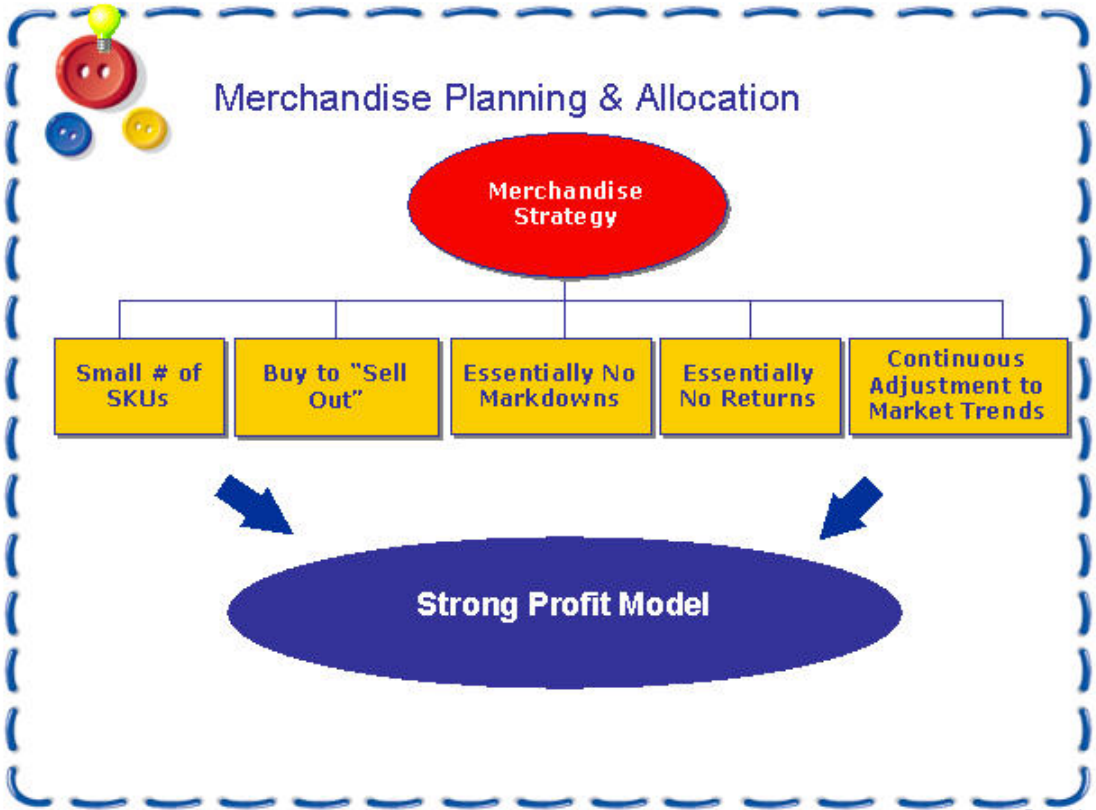 Merchandise Planning & Allocation
Merchandise
Strategy
Small # of
SKUs
Buy to "Sell
Out"
Essentially No
Markdowns
Essentially
No Returns
Continuous
Adjustment to
Market Trends
Strong Profit Model